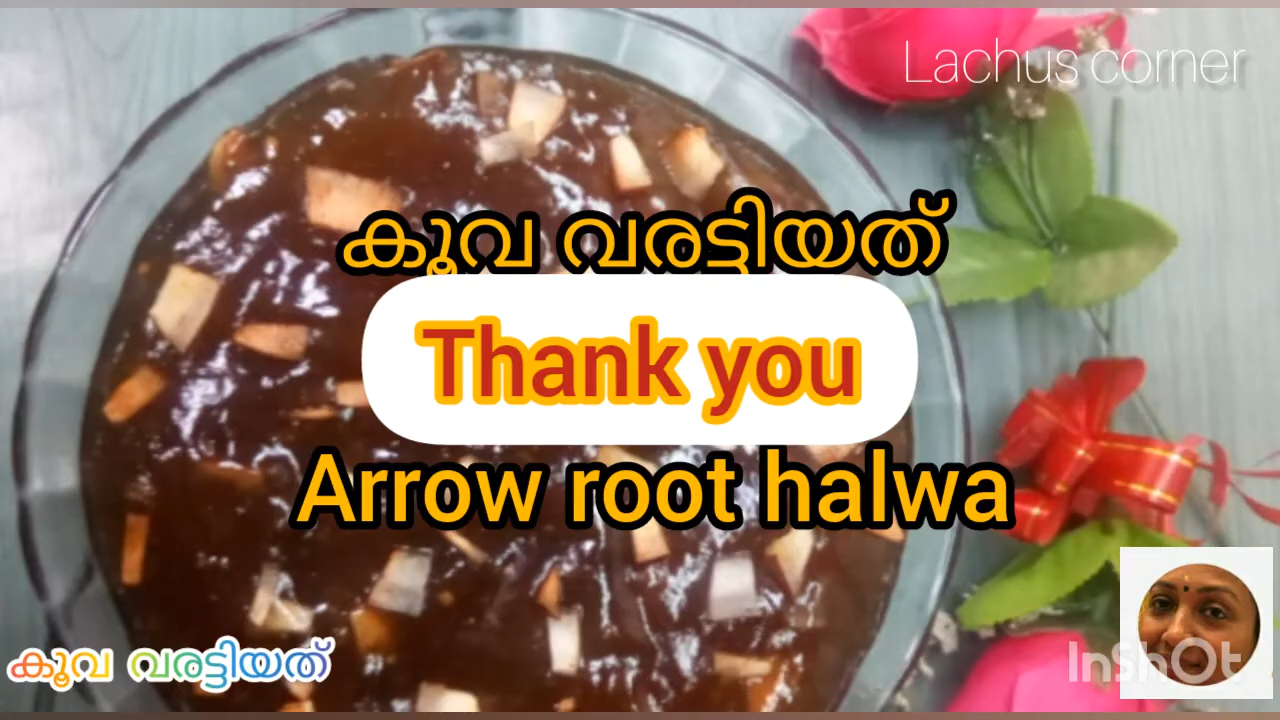 Lachus corner
കൂവ വരട്ടിയത്
Thank you
Arrow root halwa
കൂവ വരട്ടിയത്
InShOt